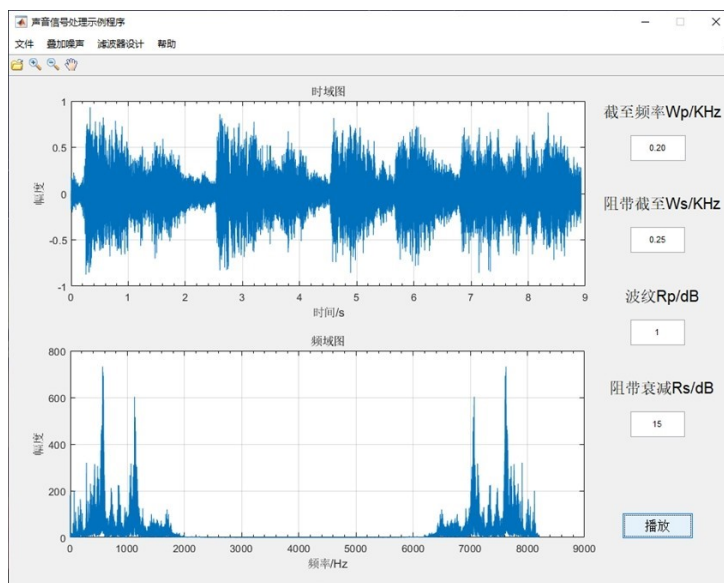 声音信号处理示例程序
文件 叠加噪声 滤波器设计 帮助
时域图
1
0.5
0
-0.5
-1
幅度
0 1 2 3 4 5 6 7 8 9
时间/s
频域图
800
600
400
200
0
幅度
0 1000 2000 3000 4000 5000 6000 7000 8000 9000
频率/Hz
截至频率Wp/KHz
0.20
阻带截至Ws/KHz
0.25
波纹Rp/dB
1
阻带衰减Rs/dB
15
播放